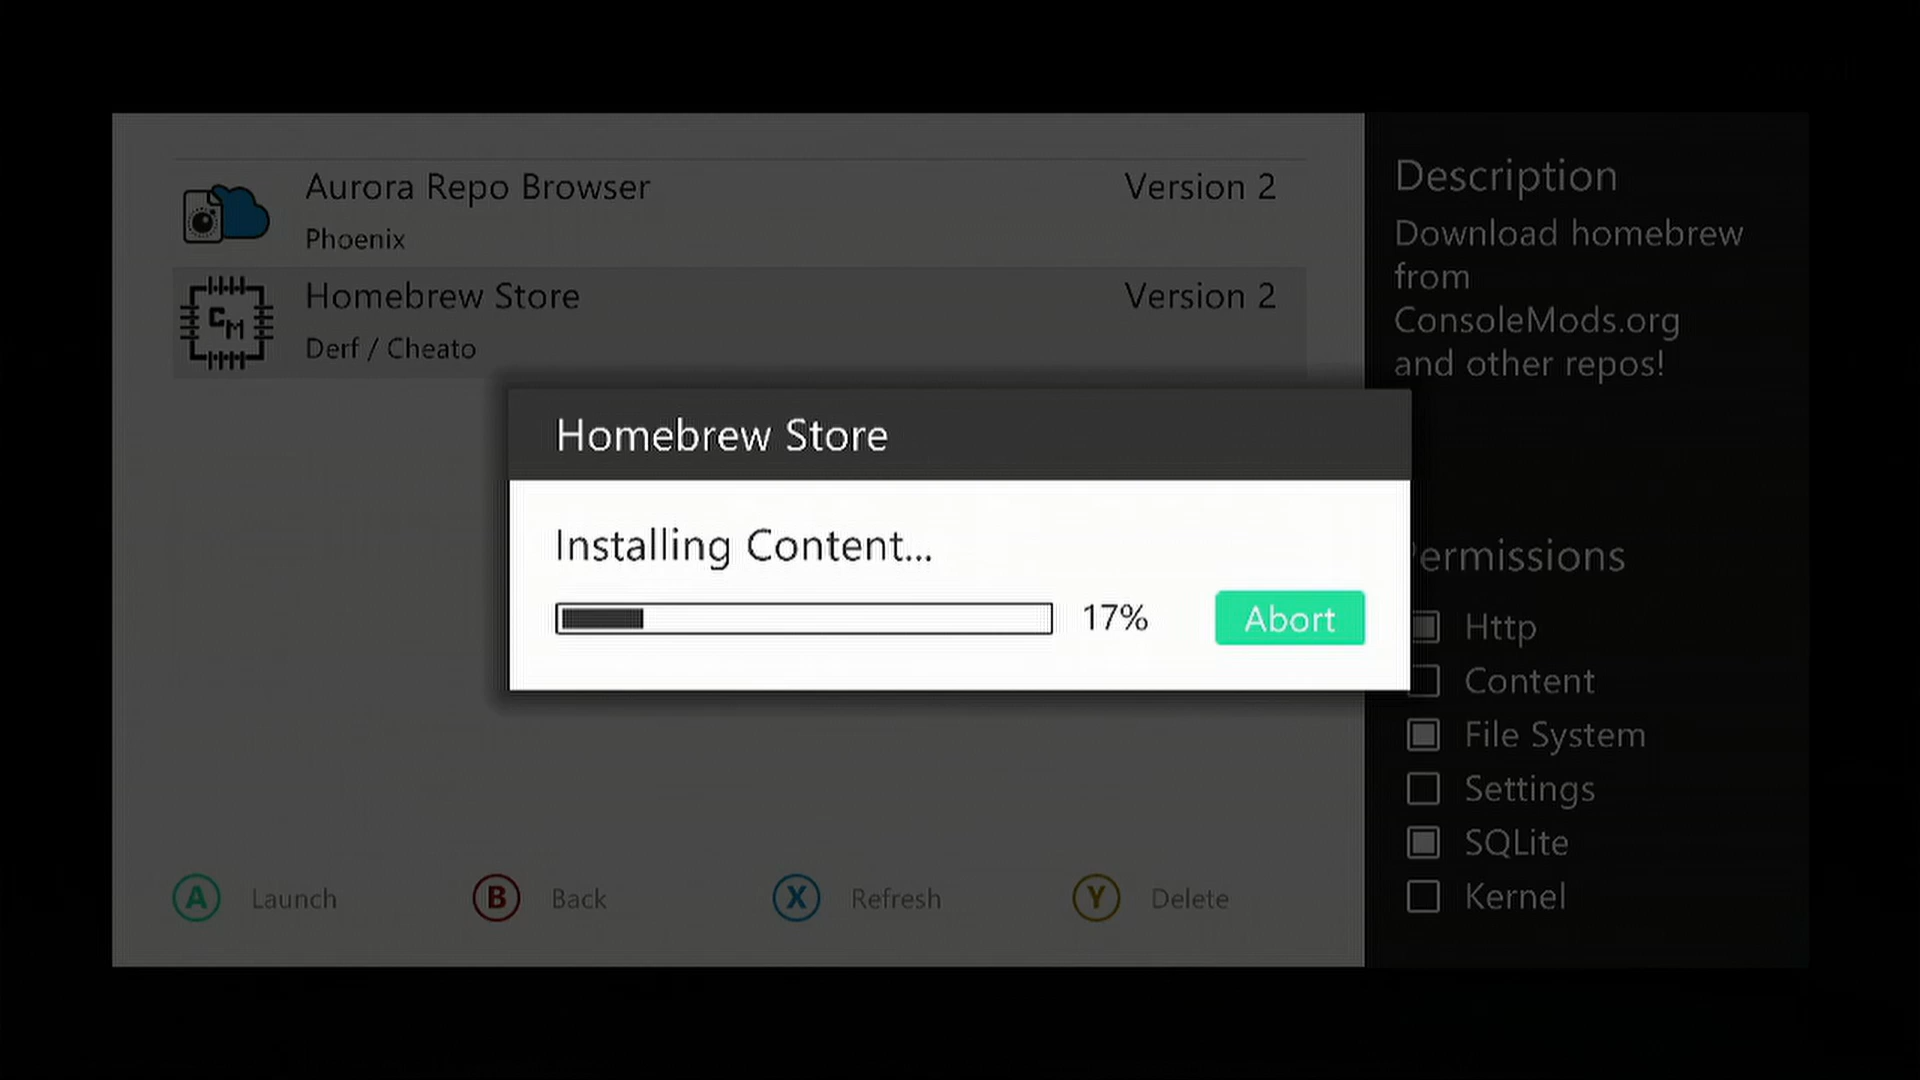 Aurora Repo Browser
Version 2
Phoenix
Homebrew Store
Version 2
Derf / Cheato
CM
Description
Download homebrew
from
ConsoleMods.org
and other repos!
Homebrew Store
Installing Content...
17%
Abort
ermissions
Http
Content
File System
Settings
SQLite
Kernel
A Launch
B Back
X Refresh
Y Delete